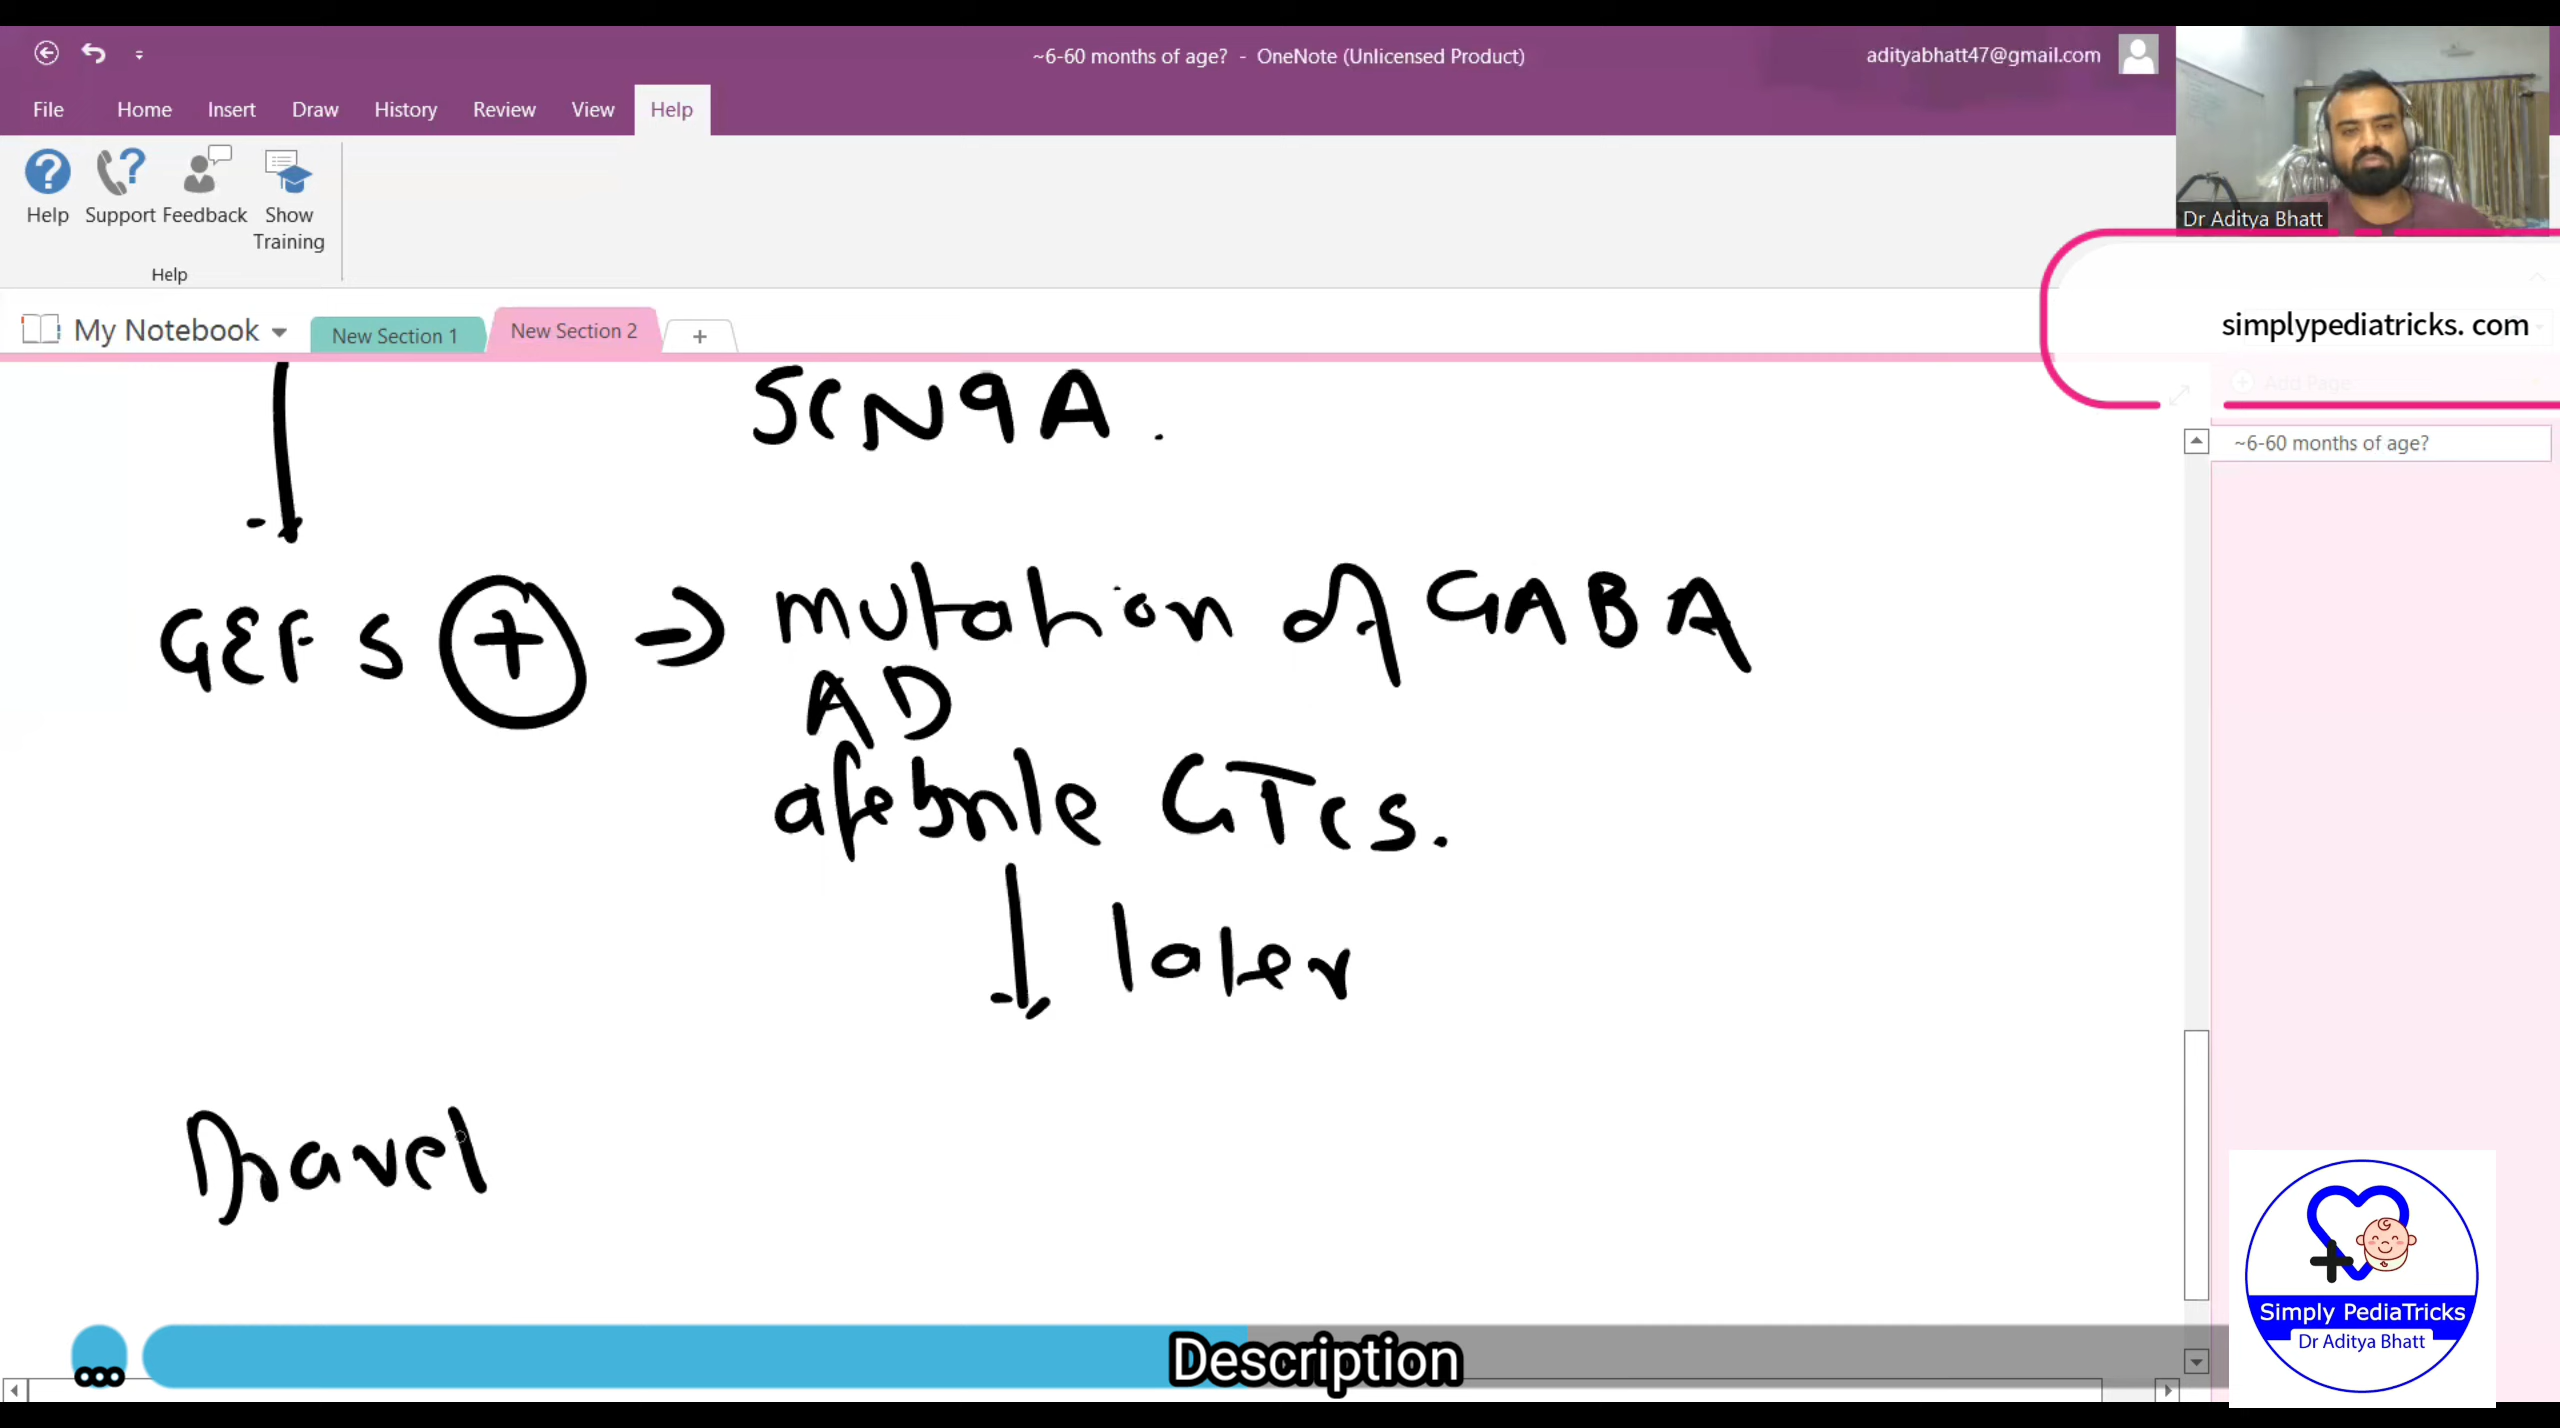 ~6-60 months of age? - OneNote (Unlicensed Product)
adityabhatt47@gmail.com
File Home Insert Draw History Review View Help
Help Support Feedback Show Training
Help
Dr Aditya Bhatt
simplypediatricks. com
My Notebook New Section 1 New Section 2 +
Add Page
~6-60 months of age?
SCN9A.
GEFS + => mutation of GABA A
AD
afebrile GTCS.
later
Dravet
Description
Simply PediaTricks
Dr Aditya Bhatt